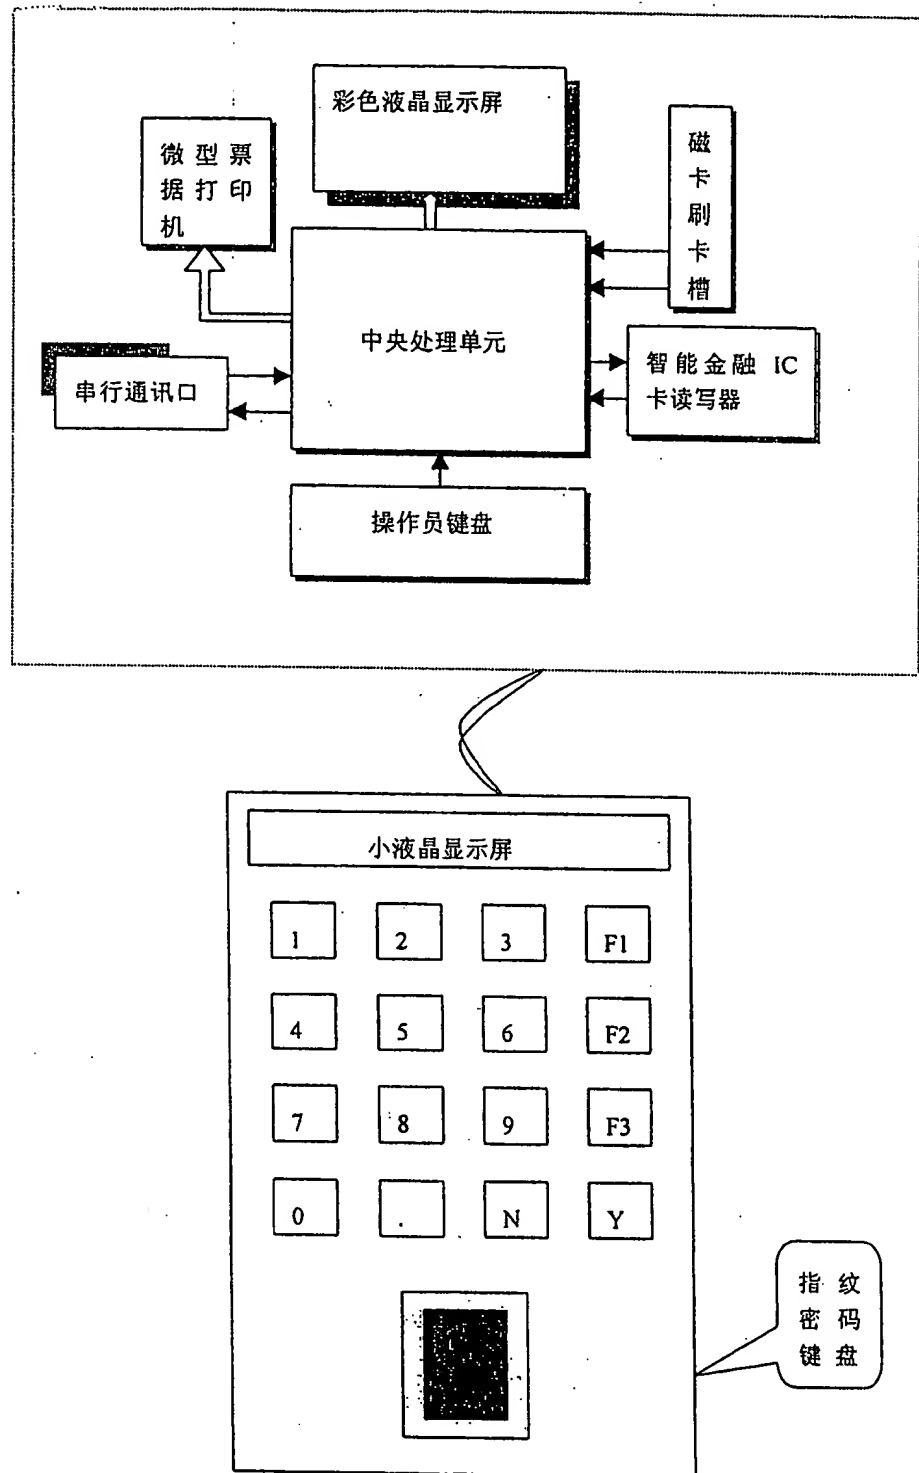 彩色液晶显示屏
微型票
据打印
机
磁
卡
刷
卡
槽
中央处理单元
串行通讯口
智能金融 IC
卡读写器
操作员键盘
小液晶显示屏
1 2 3 F1
4 5 6 F2
7 8 9 F3
0 . N Y
指纹
密码
键盘